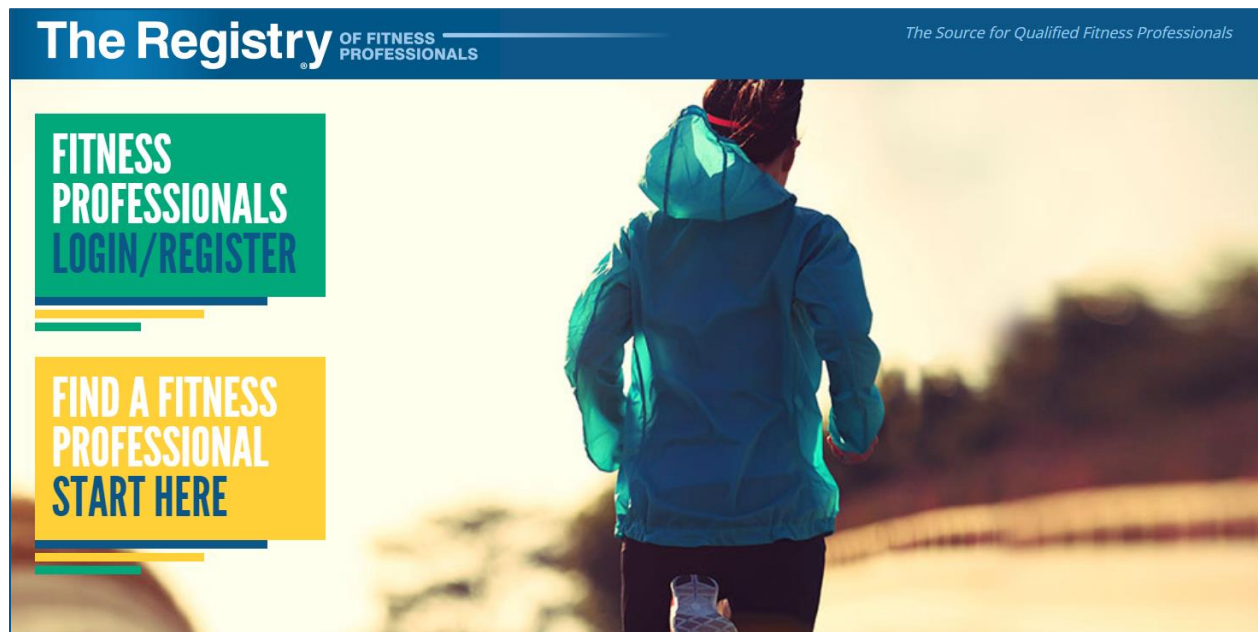 The Registry® OF FITNESS
PROFESSIONALS
The Source for Qualified Fitness Professionals
FITNESS
PROFESSIONALS
LOGIN/REGISTER
FIND A FITNESS
PROFESSIONAL
START HERE